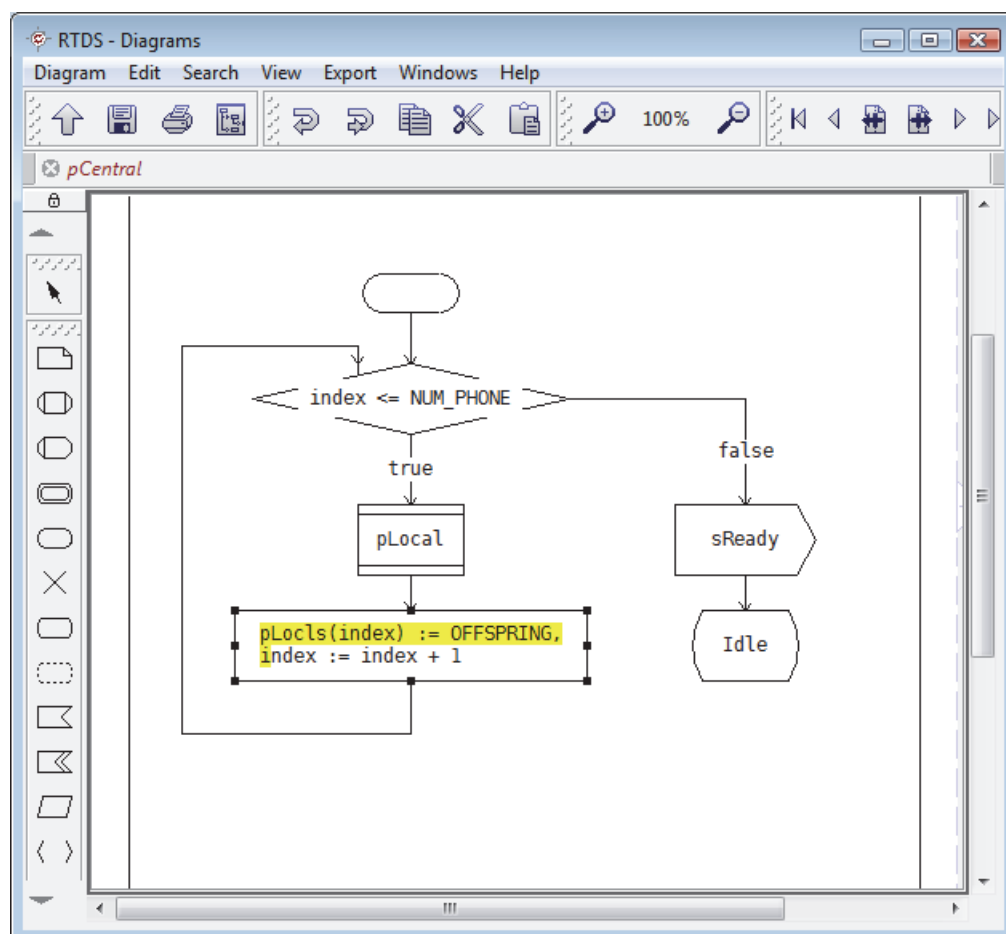 RTDS - Diagrams
Diagram Edit Search View Export Windows Help
100%
pCentral
index <= NUM_PHONE
true
false
pLocal
sReady
pLocls(index) := OFFSPRING,
index := index + 1
Idle